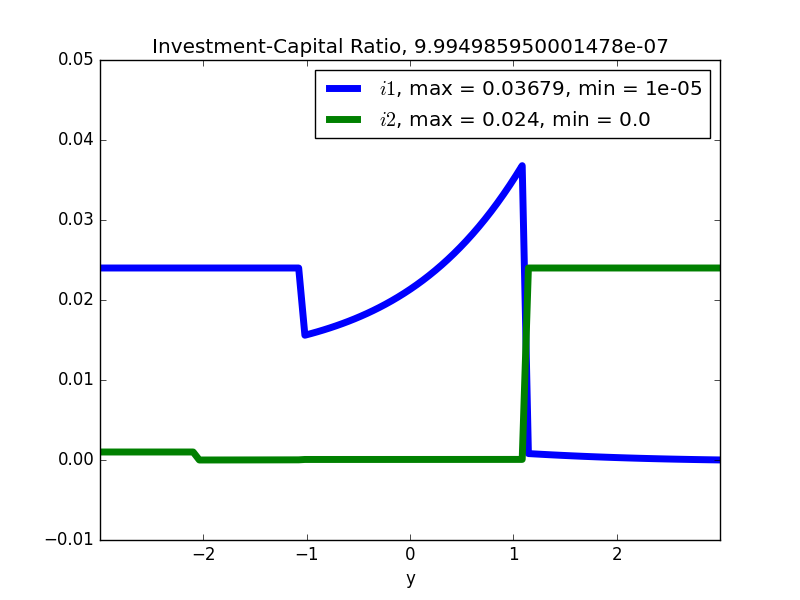 Investment-Capital Ratio, 9.994985950001478e-07
i1, max = 0.03679, min = 1e-05
i2, max = 0.024, min = 0.0
0.05
0.04
0.03
0.02
0.01
0.00
−0.01
−2 −1 0 1 2
y